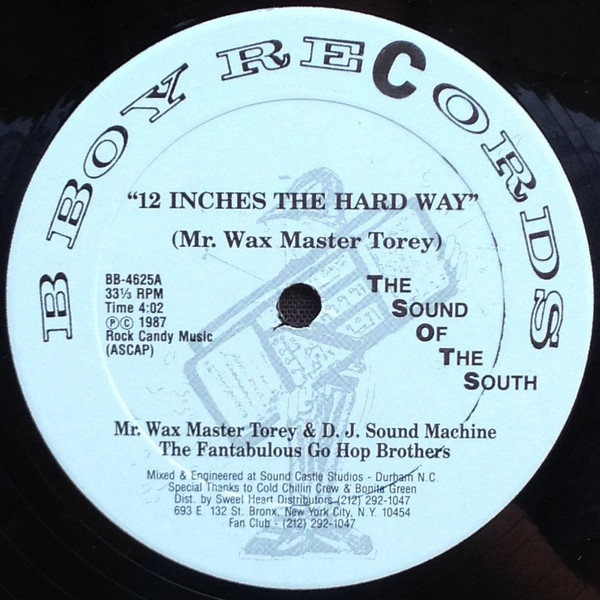 B BOY RECORDS
"12 INCHES THE HARD WAY"
(Mr. Wax Master Torey)
BB-4625A
33⅓ RPM
Time 4:02
Ⓟ© 1987
Rock Candy Music
(ASCAP)
THE
SOUND
OF
THE
SOUTH
Mr. Wax Master Torey & D. J. Sound Machine
The Fantabulous Go Hop Brothers
Mixed & Engineered at Sound Castle Studios - Durham N.C.
Special Thanks to Cold Chillin Crew & Bonita Green
Dist. by Sweel Heart Distributors (212) 292-1047
693 E. 132 St. Bronx, New York City, N.Y. 10454
Fan Club - (212) 292-1047